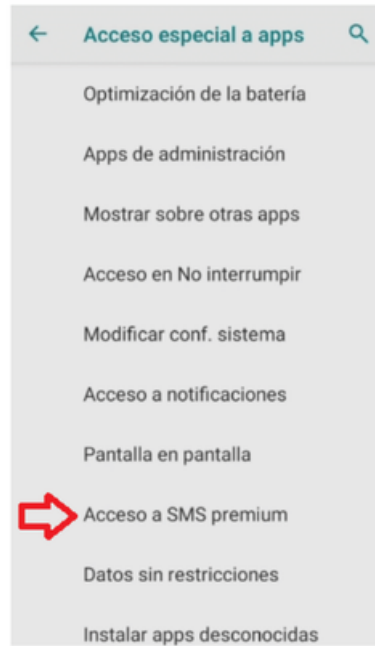 Acceso especial a apps
Optimización de la batería
Apps de administración
Mostrar sobre otras apps
Acceso en No interrumpir
Modificar conf. sistema
Acceso a notificaciones
Pantalla en pantalla
Acceso a SMS premium
Datos sin restricciones
Instalar apps desconocidas